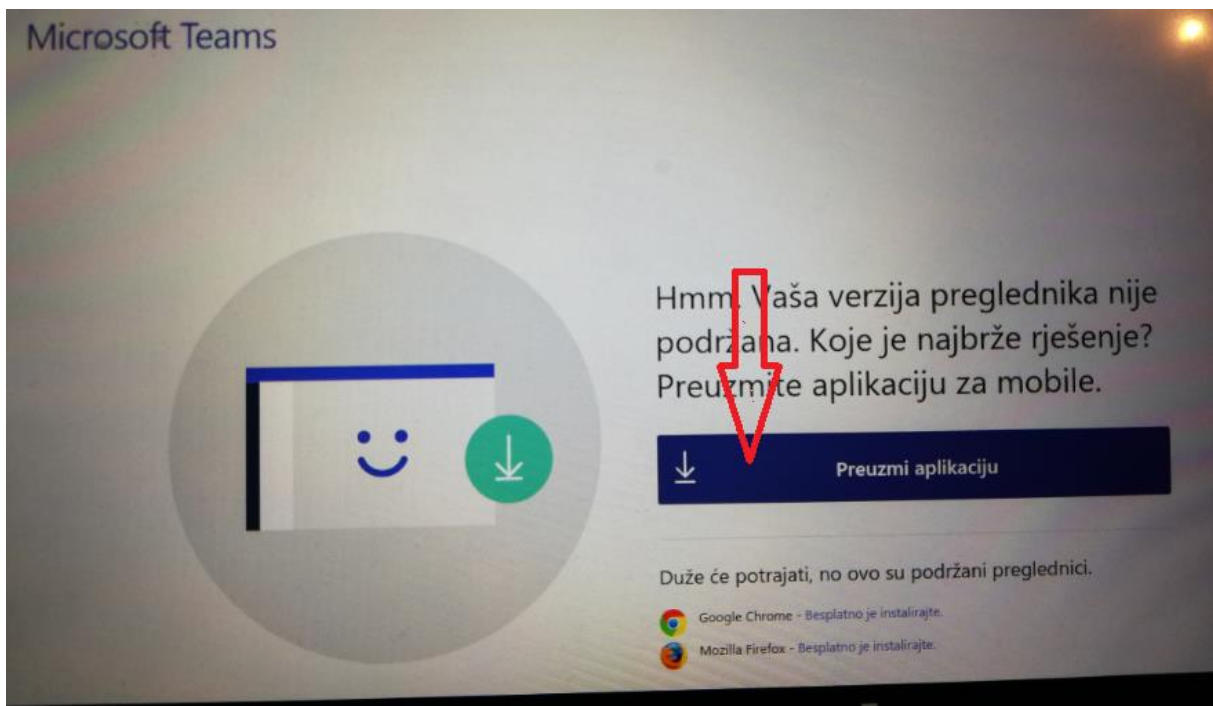 Microsoft Teams
Hmm. Vaša verzija preglednika nije
podržana. Koje je najbrže rješenje?
Preuzmite aplikaciju za mobile.
Preuzmi aplikaciju
Duže će potrajati, no ovo su podržani preglednici.
Google Chrome - Besplatno je instalirajte.
Mozilla Firefox - Besplatno je instalirajte.